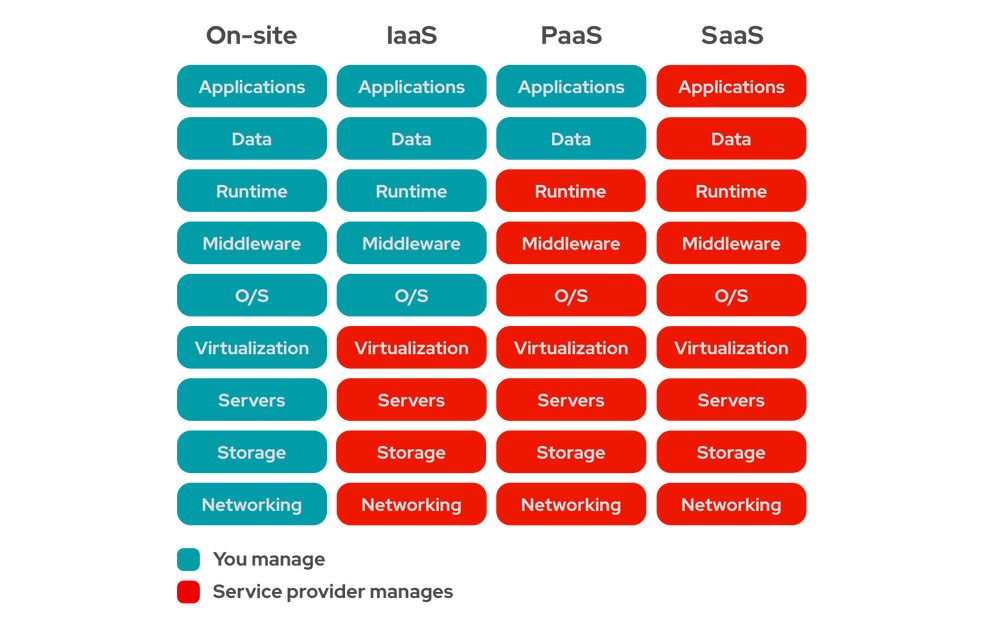 On-site IaaS PaaS SaaS
Applications Applications Applications Applications
Data Data Data Data
Runtime Runtime Runtime Runtime
Middleware Middleware Middleware Middleware
O/S O/S O/S O/S
Virtualization Virtualization Virtualization Virtualization
Servers Servers Servers Servers
Storage Storage Storage Storage
Networking Networking Networking Networking
You manage
Service provider manages